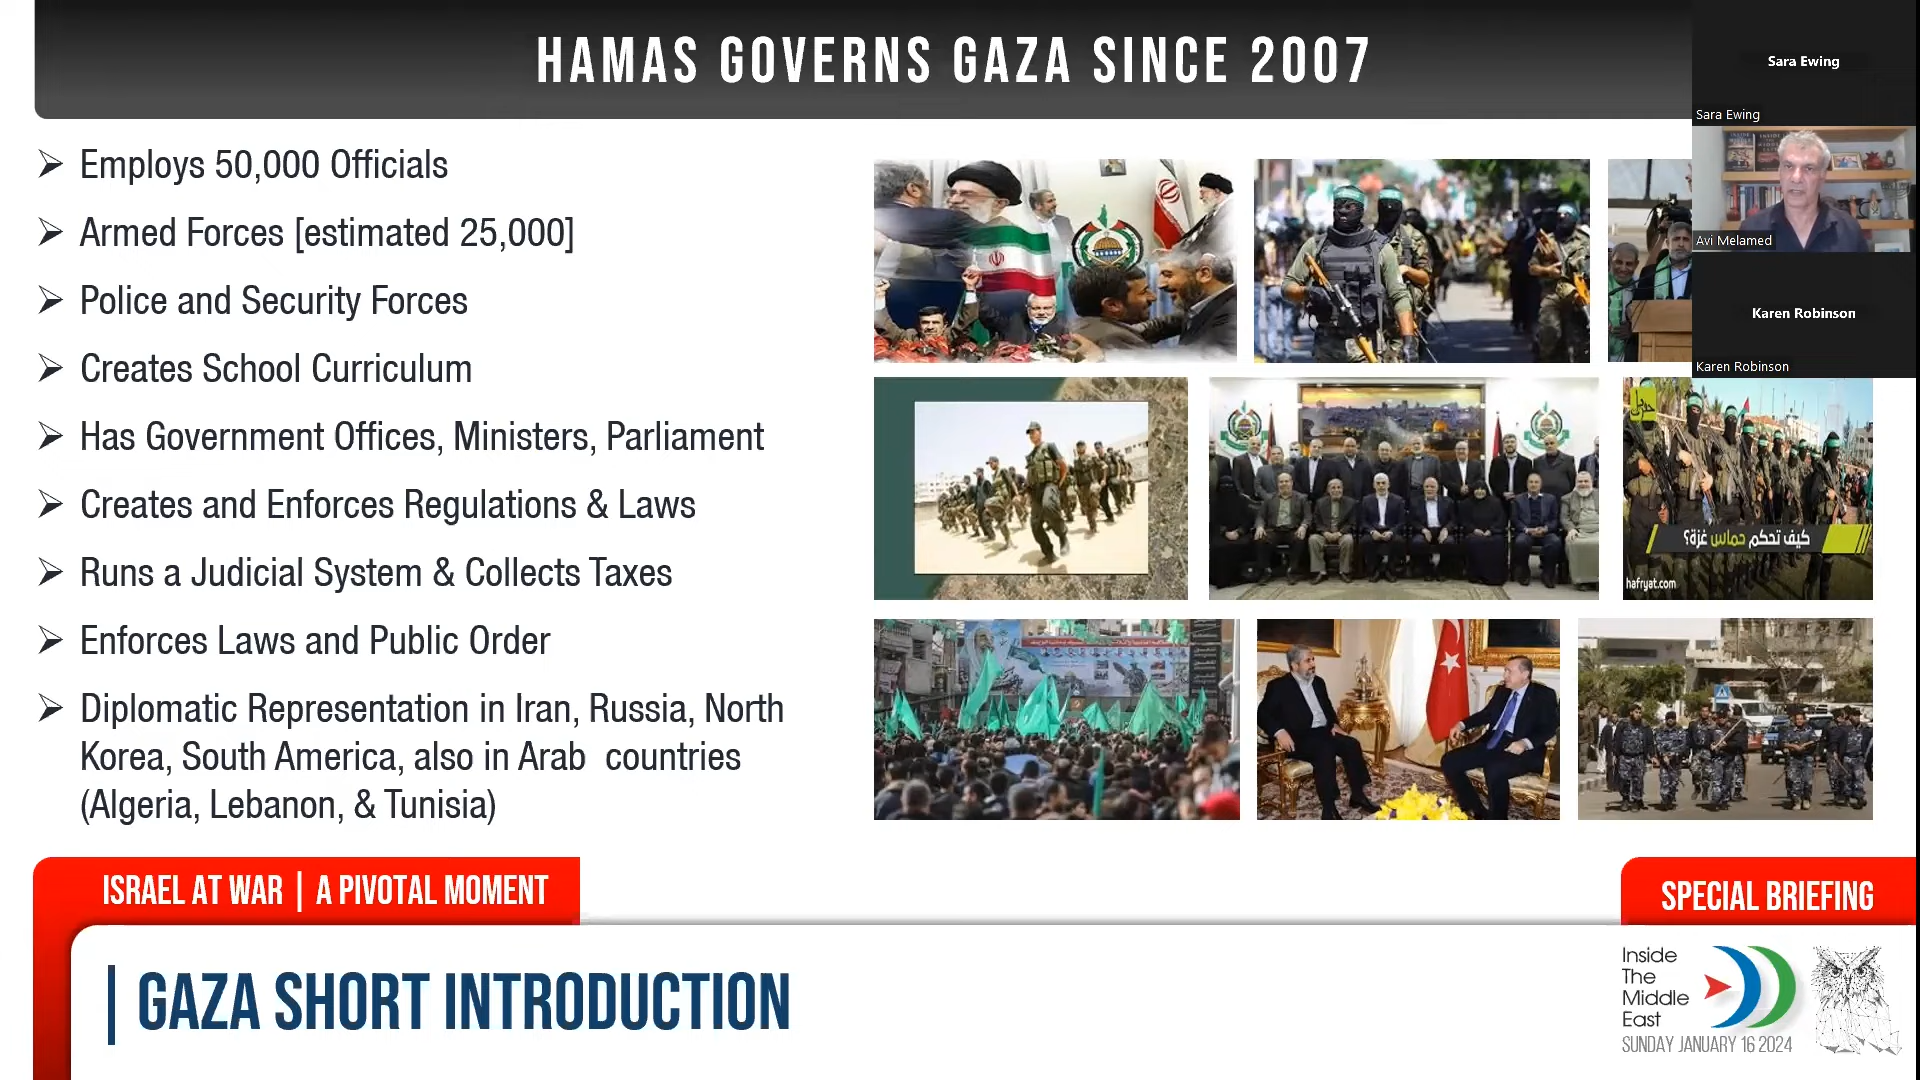 HAMAS GOVERNS GAZA SINCE 2007
Employs 50,000 Officials
Armed Forces [estimated 25,000]
Police and Security Forces
Creates School Curriculum
Has Government Offices, Ministers, Parliament
Creates and Enforces Regulations & Laws
Runs a Judicial System & Collects Taxes
Enforces Laws and Public Order
Diplomatic Representation in Iran, Russia, North
Korea, South America, also in Arab  countries
(Algeria, Lebanon, & Tunisia)
Sara Ewing
Sara Ewing
Avi Melamed
Karen Robinson
Karen Robinson
كيف تحكم حماس غزة؟
hafryat.com
ISRAEL AT WAR | A PIVOTAL MOMENT
SPECIAL BRIEFING
GAZA SHORT INTRODUCTION
Inside
The
Middle
East
SUNDAY JANUARY 16 2024